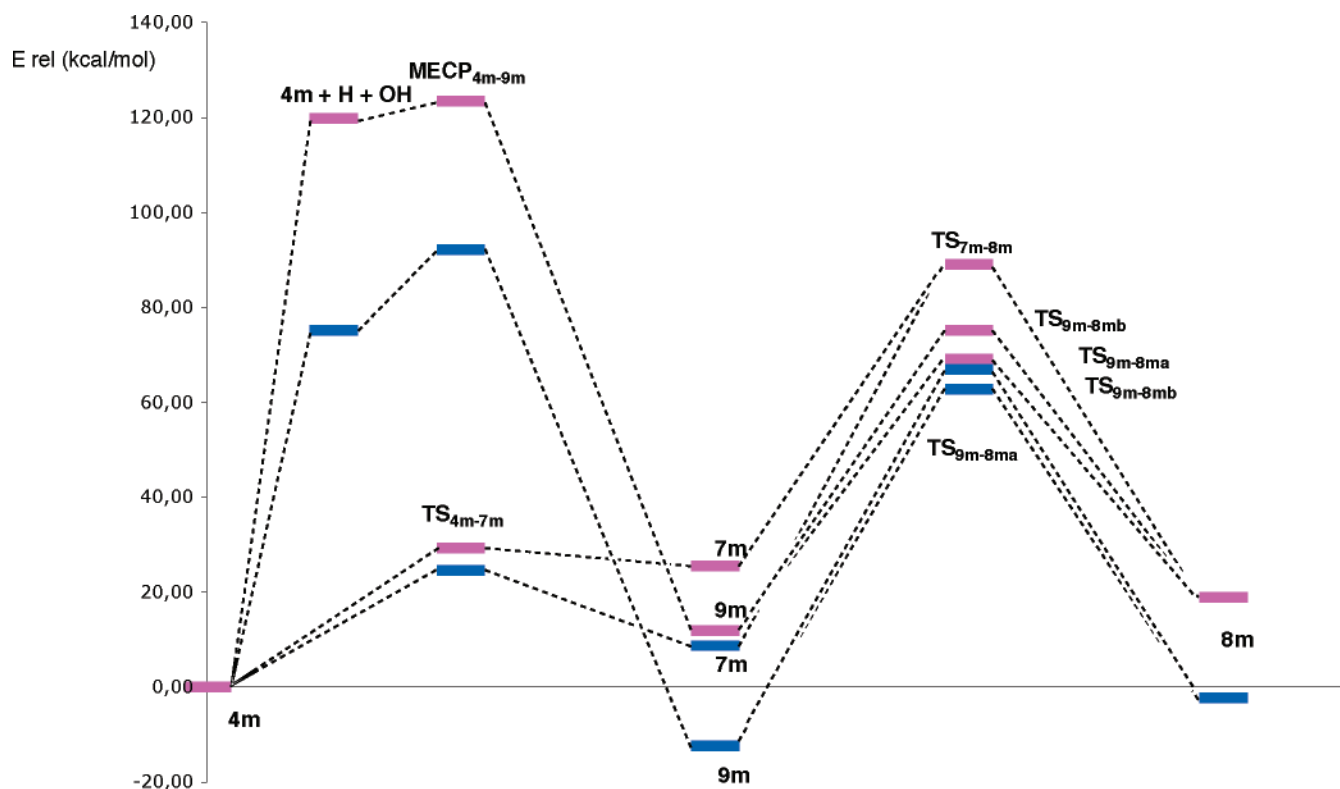 140,00
E rel (kcal/mol)
MECP4m-9m
4m + H + OH
120,00
100,00
TS7m-8m
80,00
TS9m-8mb
TS9m-8ma
TS9m-8mb
60,00
TS9m-8ma
40,00
TS4m-7m
7m
20,00
9m
7m
8m
0,00
4m
9m
-20,00